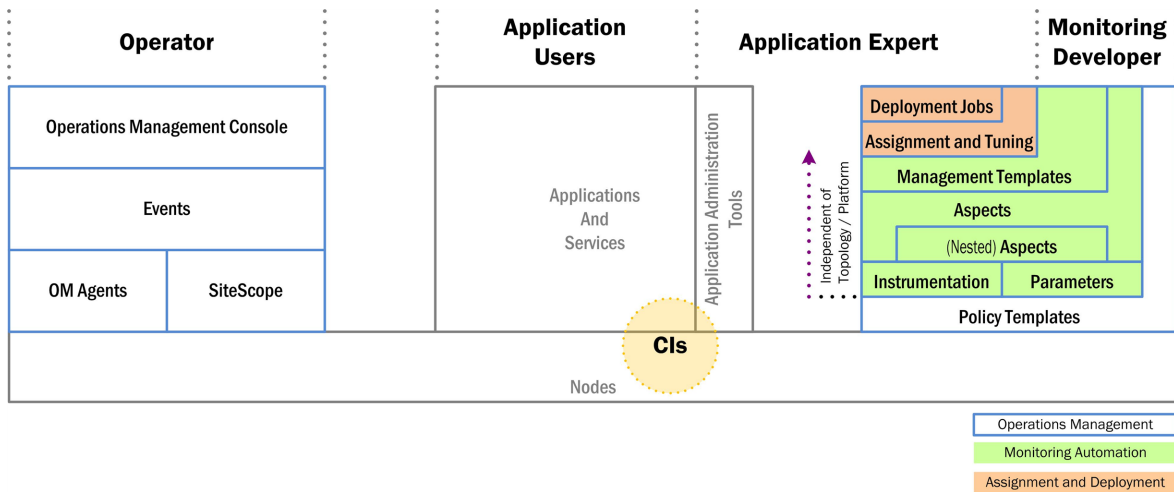 Operator
Application
Users
Application Expert
Monitoring
Developer
Operations Management Console
Events
OM Agents
SiteScope
Applications
And
Services
Application Administration
Tools
Independent of
Topology / Platform
Deployment Jobs
Assignment and Tuning
Management Templates
Aspects
(Nested) Aspects
Instrumentation
Parameters
Policy Templates
CIs
Nodes
Operations Management
Monitoring Automation
Assignment and Deployment